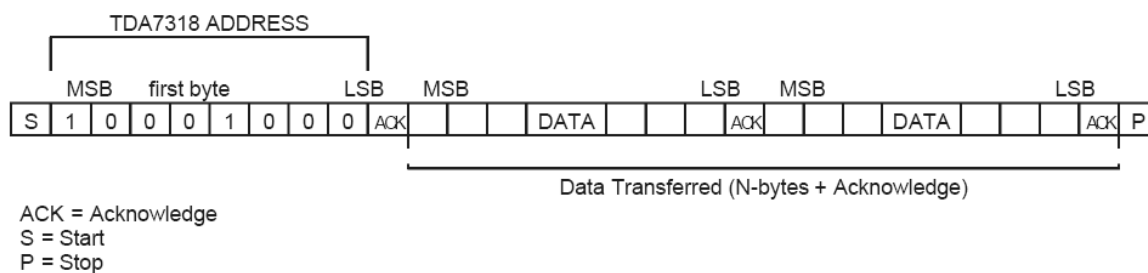 TDA7318 ADDRESS
MSB first byte LSB MSB LSB MSB LSB
S 1 0 0 0 1 0 0 0 ACK DATA ACK DATA ACK P
Data Transferred (N-bytes + Acknowledge)
ACK = Acknowledge
S = Start
P = Stop